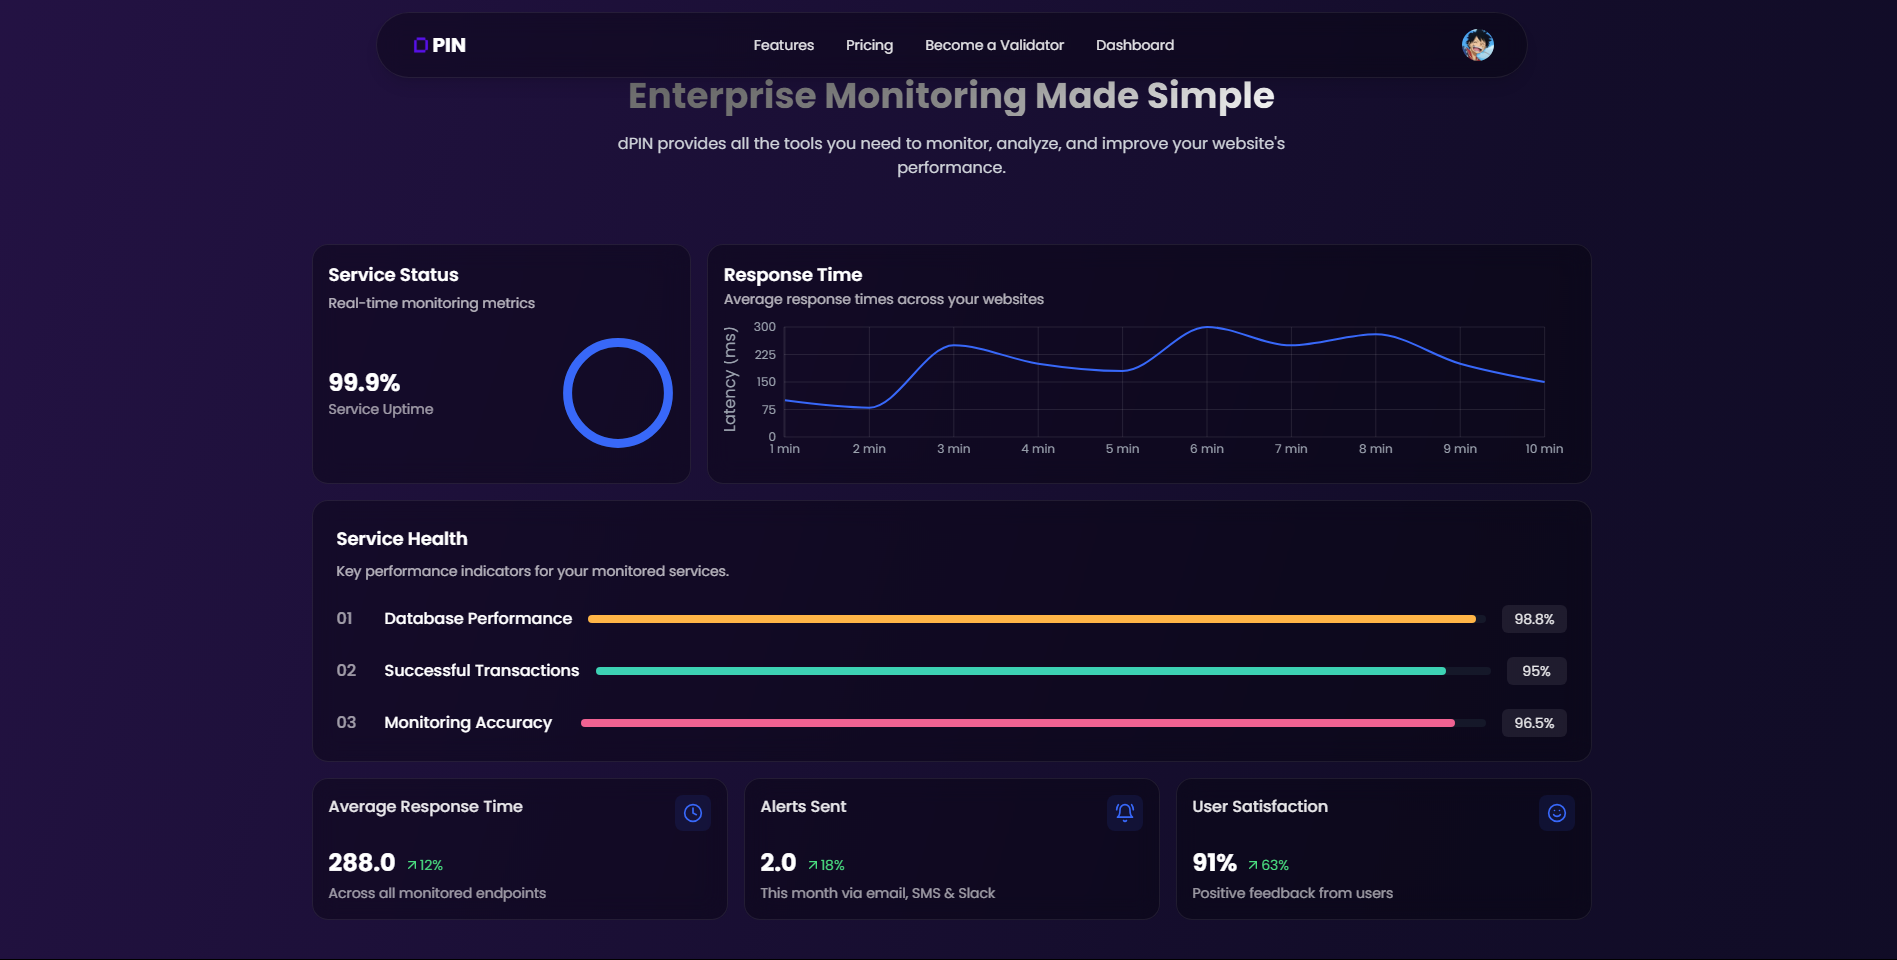 PIN
Features Pricing Become a Validator Dashboard
Enterprise Monitoring Made Simple
dPIN provides all the tools you need to monitor, analyze, and improve your website's
performance.
Service Status
Real-time monitoring metrics
99.9%
Service Uptime
Response Time
Average response times across your websites
Latency (ms)
300
225
150
75
0
1 min 2 min 3 min 4 min 5 min 6 min 7 min 8 min 9 min 10 min
Service Health
Key performance indicators for your monitored services.
01 Database Performance 98.8%
02 Successful Transactions 95%
03 Monitoring Accuracy 96.5%
Average Response Time
288.0 12%
Across all monitored endpoints
Alerts Sent
2.0 18%
This month via email, SMS & Slack
User Satisfaction
91% 63%
Positive feedback from users